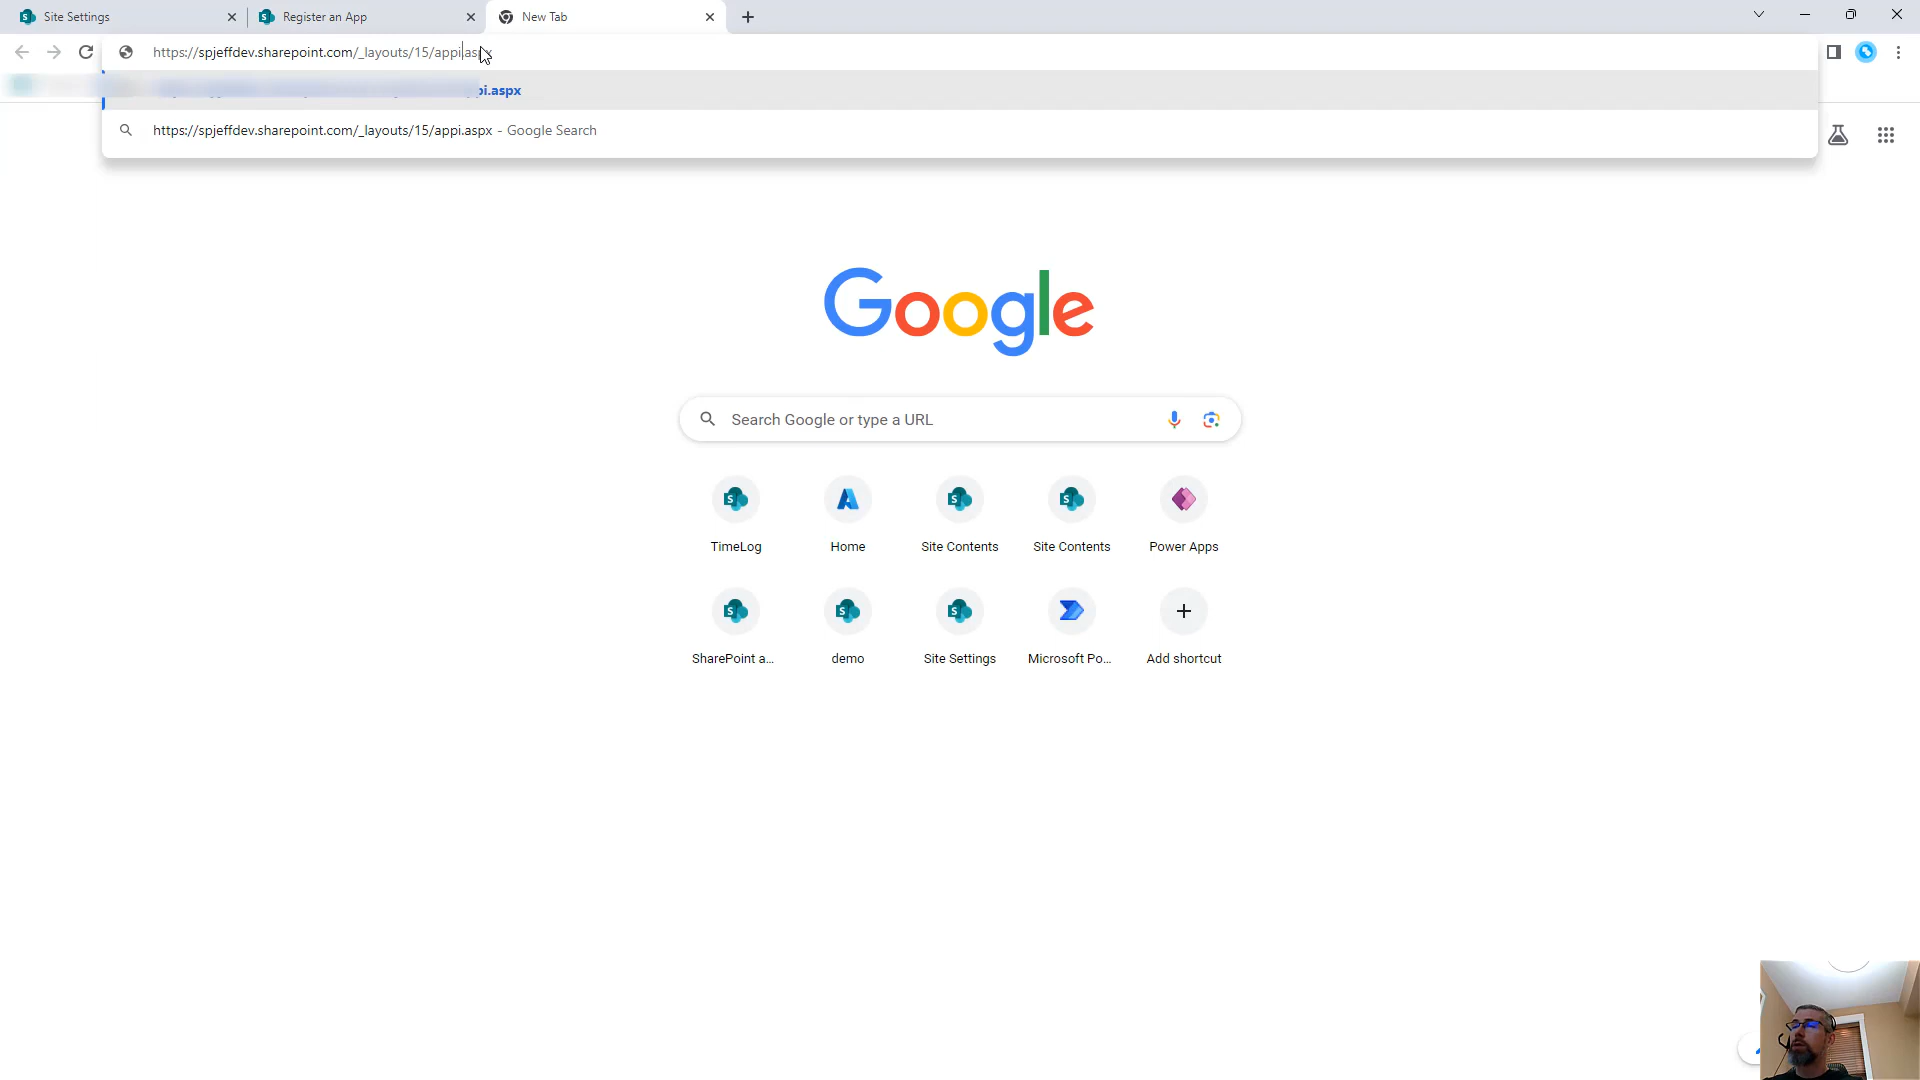 Site Settings
Register an App
New Tab
https://spjeffdev.sharepoint.com/_layouts/15/appi.aspx
pi.aspx
https://spjeffdev.sharepoint.com/_layouts/15/appi.aspx - Google Search
Google
Search Google or type a URL
TimeLog
Home
Site Contents
Site Contents
Power Apps
SharePoint a...
demo
Site Settings
Microsoft Po...
Add shortcut